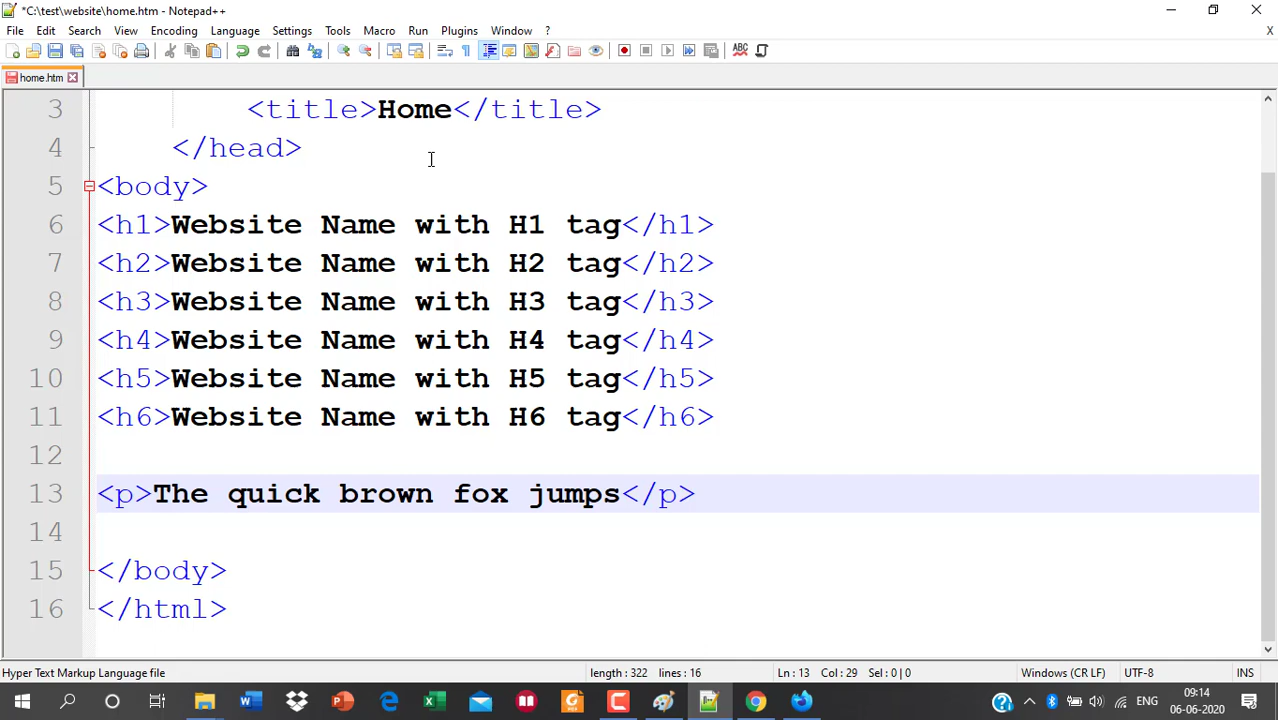 *C:\test\website\home.htm - Notepad++
File Edit Search View Encoding Language Settings Tools Macro Run Plugins Window ?
X
home.htm
3 <title>Home</title>
4 </head>
5 <body>
6 <h1>Website Name with H1 tag</h1>
7 <h2>Website Name with H2 tag</h2>
8 <h3>Website Name with H3 tag</h3>
9 <h4>Website Name with H4 tag</h4>
10 <h5>Website Name with H5 tag</h5>
11 <h6>Website Name with H6 tag</h6>
12
13 <p>The quick brown fox jumps</p>
14
15 </body>
16 </html>
Hyper Text Markup Language file length : 322 lines : 16 Ln : 13 Col : 29 Sel : 0 | 0 Windows (CR LF) UTF-8 INS
ENG
09:14
06-06-2020